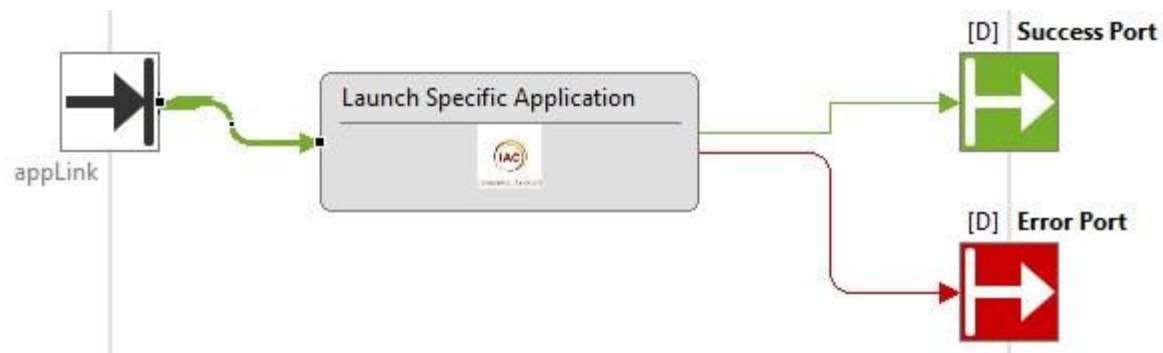 [D] Success Port
Launch Specific Application
IAC
appLink
[D] Error Port